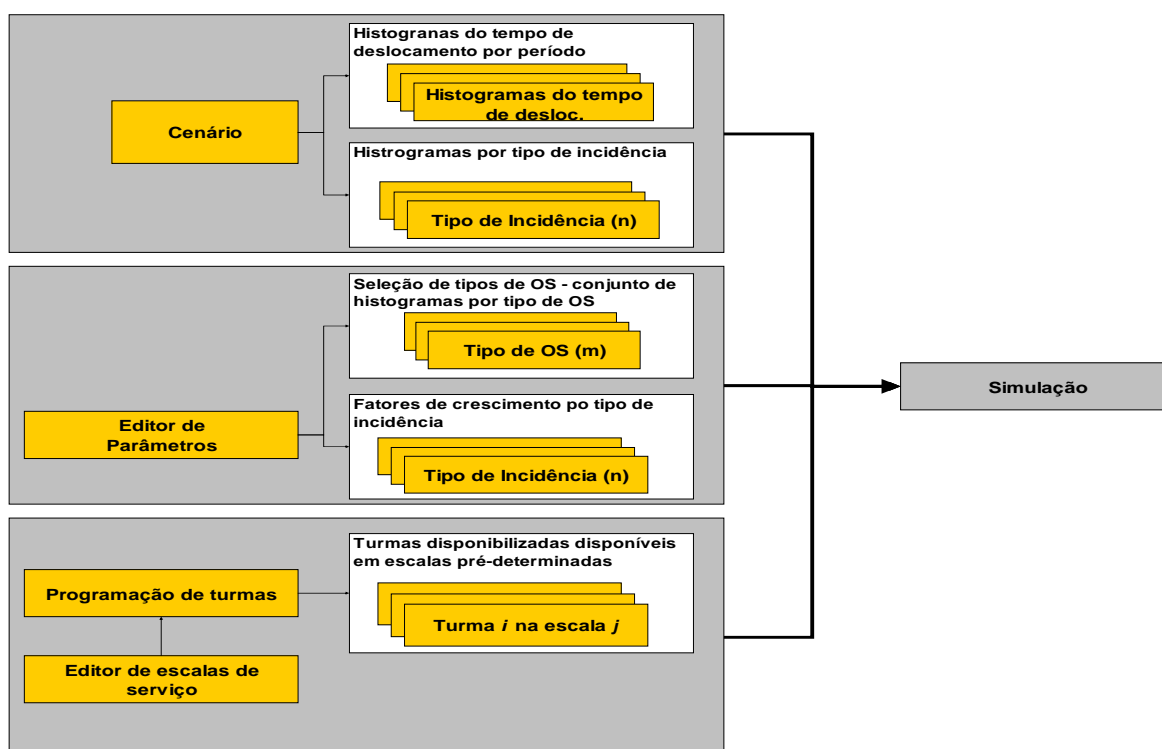 Histogranas do tempo de
deslocamento por período
Histogramas do tempo
de desloc.
Cenário
Histrogramas por tipo de incidência
Tipo de Incidência (n)
Seleção de tipos de OS - conjunto de
histogramas por tipo de OS
Tipo de OS (m)
Editor de
Parâmetros
Fatores de crescimento po tipo de
incidência
Tipo de Incidência (n)
Simulação
Turmas disponibilizadas disponíveis
em escalas pré-determinadas
Programação de turmas
Turma i na escala j
Editor de escalas de
serviço